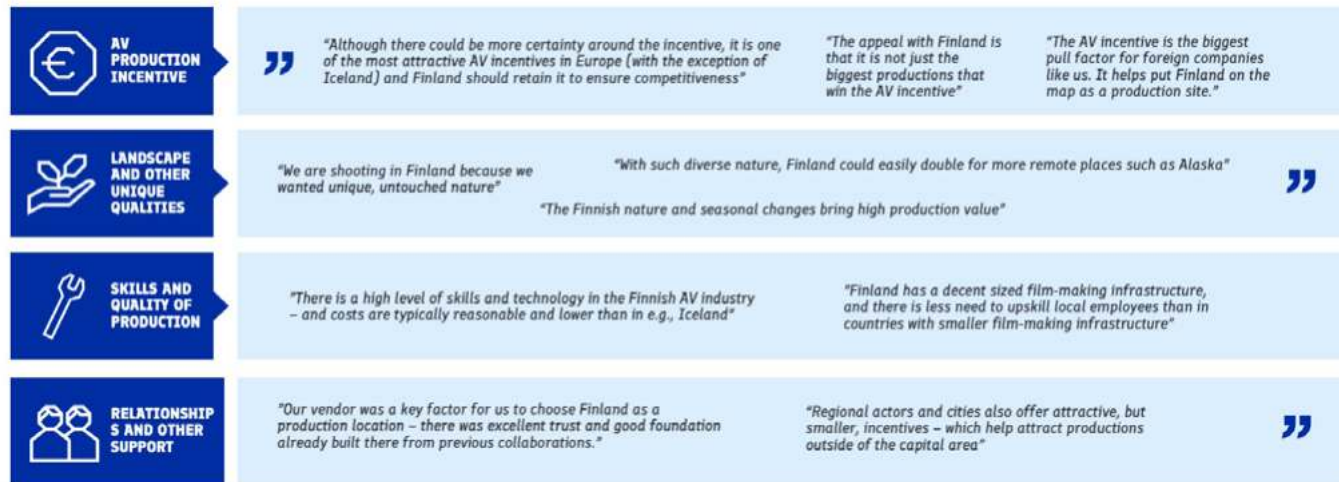 AV
PRODUCTION
INCENTIVE
”
"Although there could be more certainty around the incentive, it is one
of the most attractive AV incentives in Europe (with the exception of
Iceland) and Finland should retain it to ensure competitiveness"
"The appeal with Finland is
that it is not just the
biggest productions that
win the AV incentive"
"The AV incentive is the biggest
pull factor for foreign companies
like us. It helps put Finland on the
map as a production site."
LANDSCAPE
AND OTHER
UNIQUE
QUALITIES
"We are shooting in Finland because we
wanted unique, untouched nature"
"With such diverse nature, Finland could easily double for more remote places such as Alaska"
"The Finnish nature and seasonal changes bring high production value"
”
SKILLS AND
QUALITY OF
PRODUCTION
"There is a high level of skills and technology in the Finnish AV industry
– and costs are typically reasonable and lower than in e.g., Iceland"
"Finland has a decent sized film-making infrastructure,
and there is less need to upskill local employees than in
countries with smaller film-making infrastructure"
RELATIONSHIP
S AND OTHER
SUPPORT
"Our vendor was a key factor for us to choose Finland as a
production location – there was excellent trust and good foundation
already built there from previous collaborations."
"Regional actors and cities also offer attractive, but
smaller, incentives – which help attract productions
outside of the capital area"
”